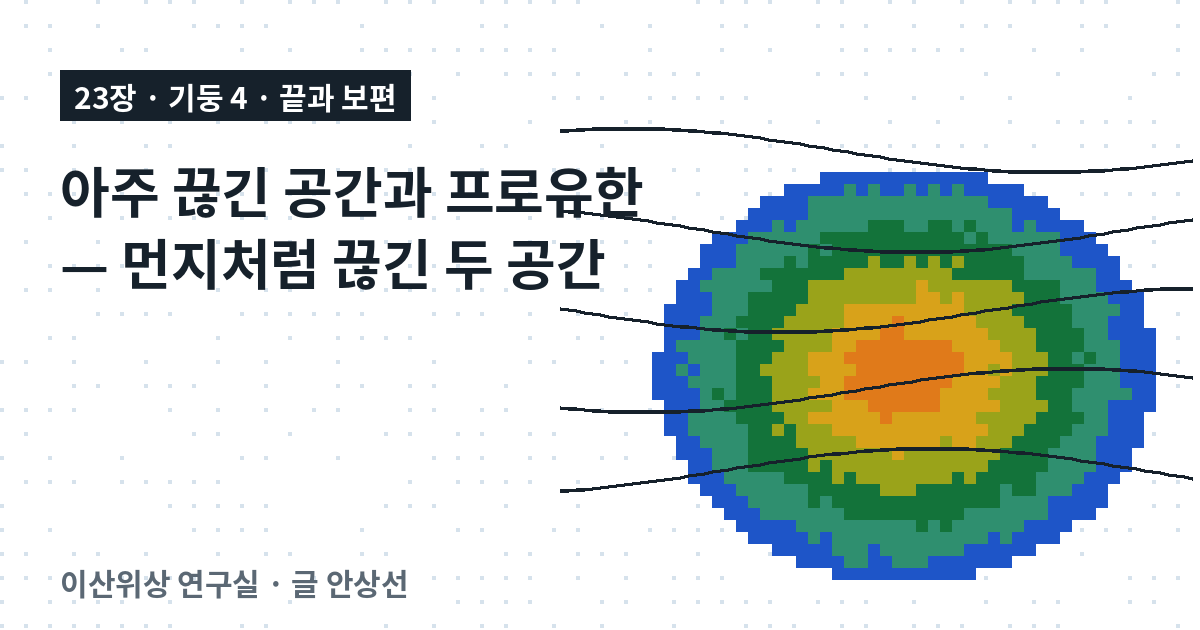 23장 · 기둥 4 · 끝과 보편
아주 끊긴 공간과 프로유한
— 먼지처럼 끊긴 두 공간
이산위상 연구실 · 글 안상선